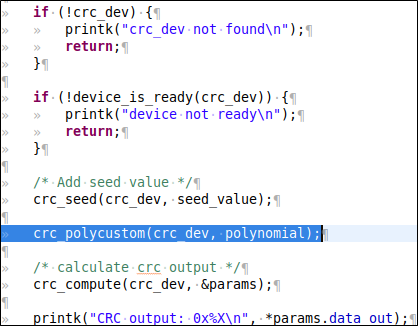 if (!crc_dev) {
printk("crc_dev not found\n");
return;
}
if (!device_is_ready(crc_dev)) {
printk("device not ready\n");
return;
}
/* Add seed value */
crc_seed(crc_dev, seed_value);
crc_polycustom(crc_dev, polynomial);
/* calculate crc output */
crc_compute(crc_dev, &params);
printk("CRC output: 0x%X\n", *params.data_out);